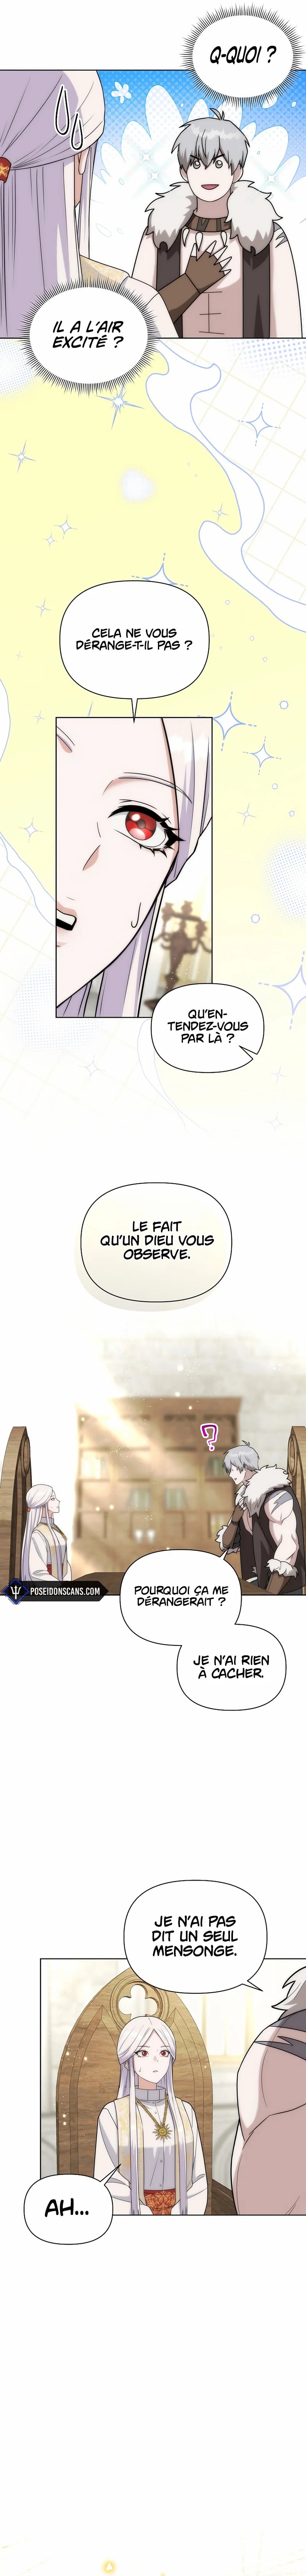 Q-QUOI ?
IL A L'AIR
EXCITÉ ?
CELA NE VOUS
DÉRANGE-T-IL PAS ?
QU'EN-
TENDEZ-VOUS
PAR LÀ ?
LE FAIT
QU'UN DIEU VOUS
OBSERVE.
?
POSEIDONSCANS.COM
POURQUOI ÇA ME
DÉRANGERAIT ?
JE N'AI RIEN
À CACHER.
JE N'AI PAS
DIT UN SEUL
MENSONGE.
AH...